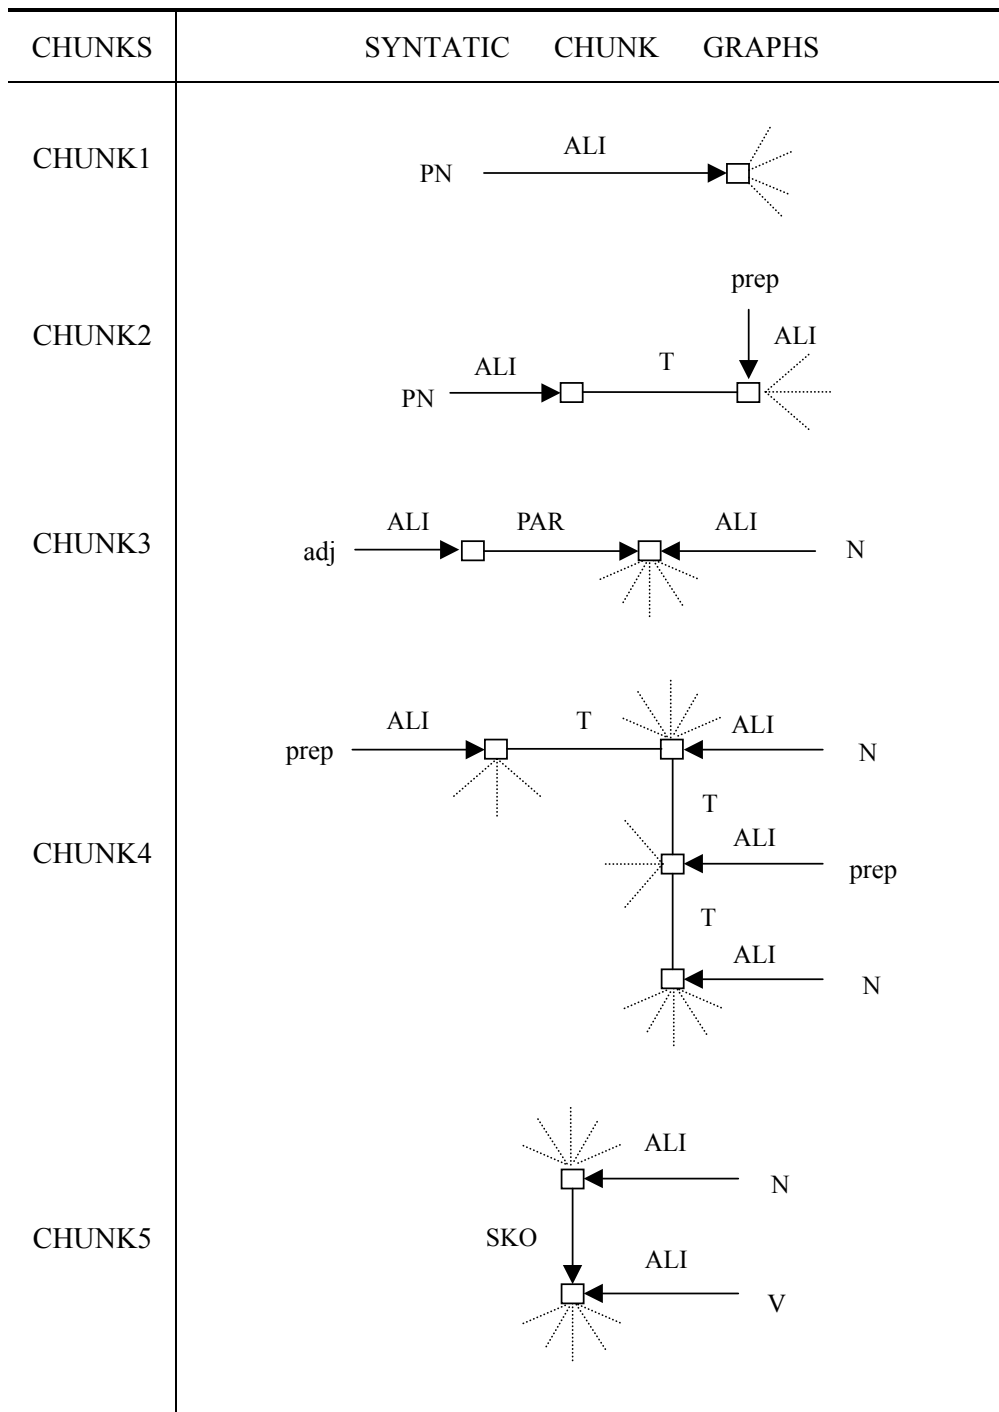 CHUNKS SYNTATIC CHUNK GRAPHS
CHUNK1
ALI
PN
CHUNK2
prep
ALI
T
ALI
PN
CHUNK3
ALI PAR ALI
adj N
CHUNK4
ALI T ALI
prep N
T
ALI
prep
T
ALI
N
CHUNK5
ALI
N
SKO
ALI
V